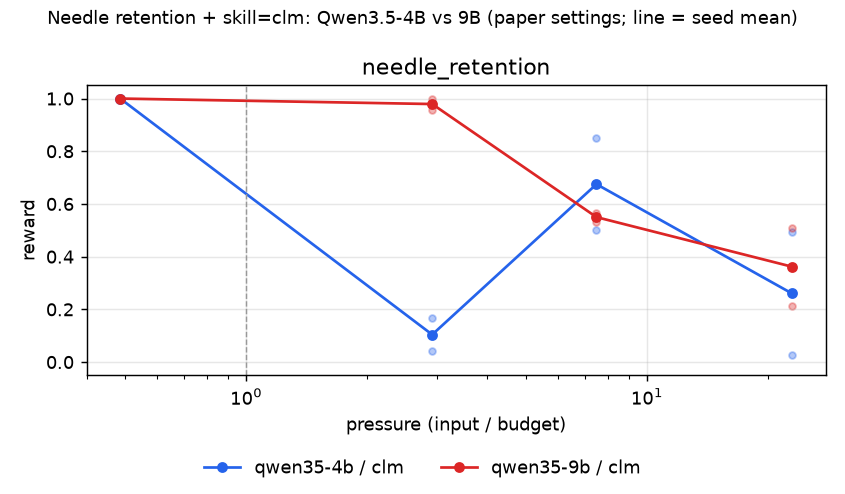 Needle retention + skill=clm: Qwen3.5-4B vs 9B (paper settings; line = seed mean)
needle_retention
1.0
0.8
0.6
0.4
0.2
0.0
reward
10⁰
10¹
pressure (input / budget)
qwen35-4b / clm
qwen35-9b / clm